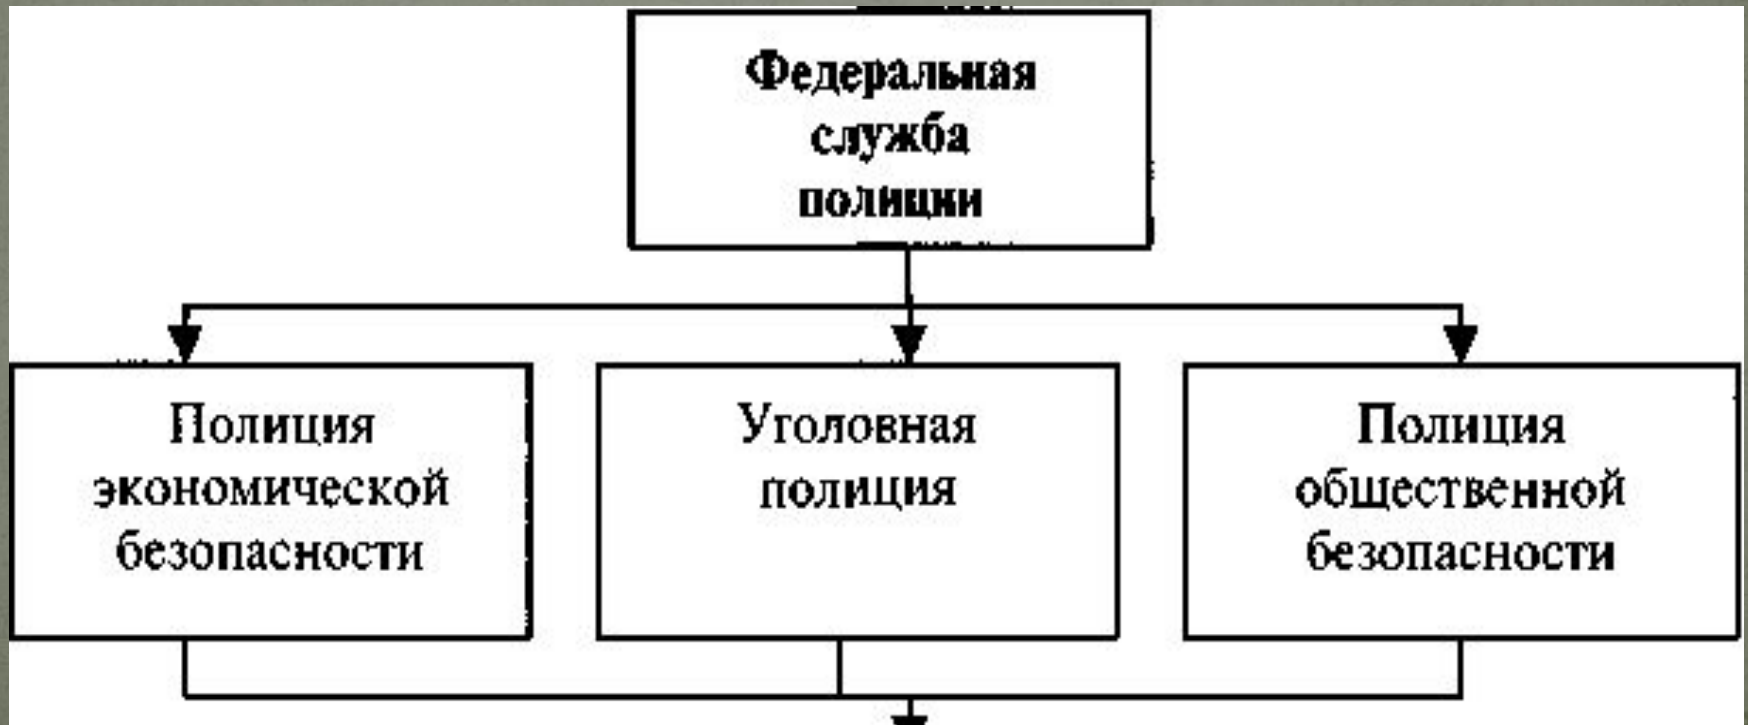 Федеральная
служба
полиции
Полиция
экономической
безопасности
Уголовная
полиция
Полиция
общественной
безопасности